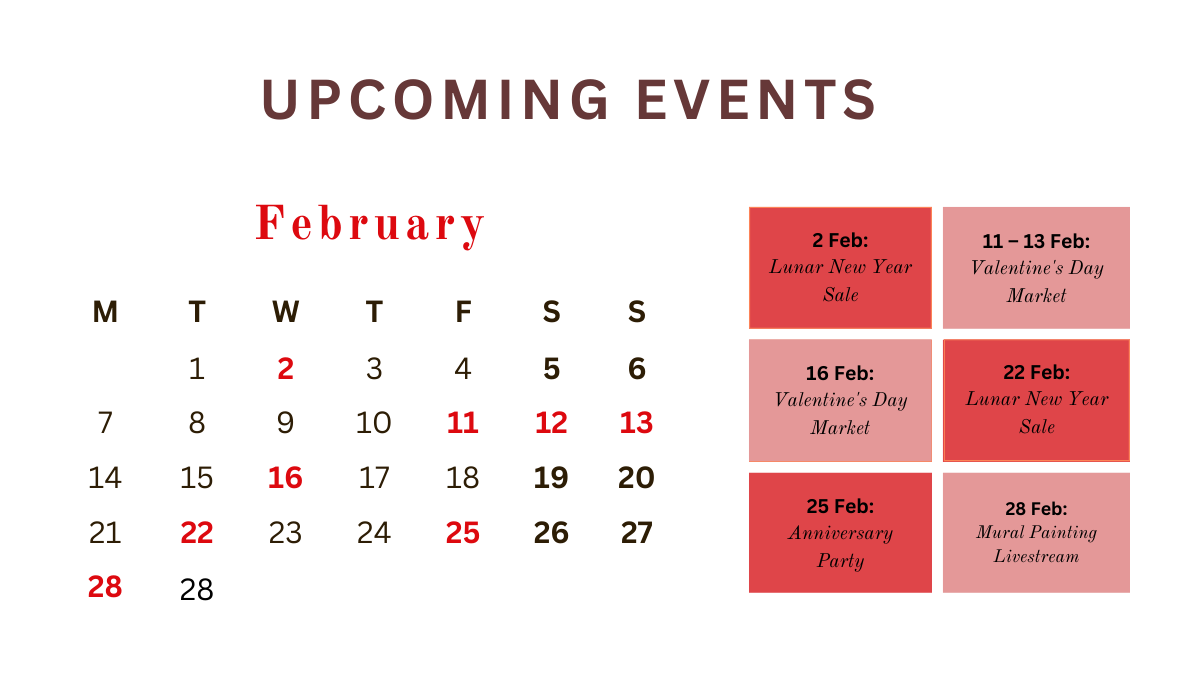 UPCOMING EVENTS
February
M T W T F S S
1 2 3 4 5 6
7 8 9 10 11 12 13
14 15 16 17 18 19 20
21 22 23 24 25 26 27
28 28
2 Feb:
Lunar New Year
Sale
11 – 13 Feb:
Valentine's Day
Market
16 Feb:
Valentine's Day
Market
22 Feb:
Lunar New Year
Sale
25 Feb:
Anniversary
Party
28 Feb:
Mural Painting
Livestream